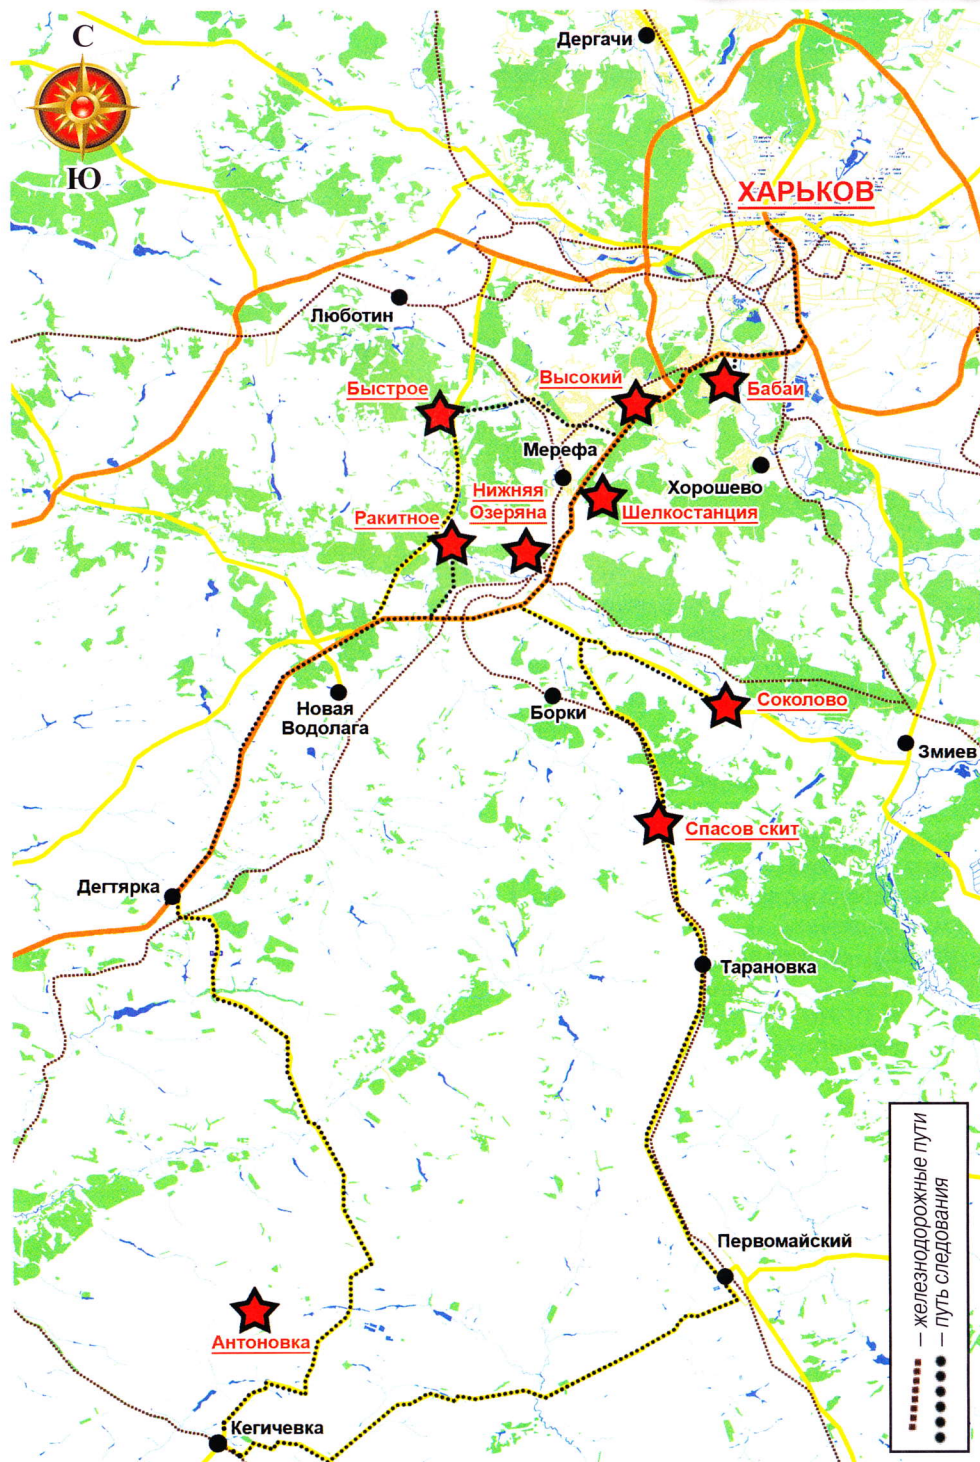 С
Дергачи
Ю
ХАРЬКОВ
Люботин
Быстрое
Высокий
Бабаи
Мерефа
Хорошево
Нижняя
Озеряна
Шелкостанция
Ракитное
Новая
Водолага
Борки
Соколово
Змиев
Спасов скит
Дегтярка
Тарановка
Первомайский
Антоновка
Кегичевка
– железнодорожные пути
– путь следования